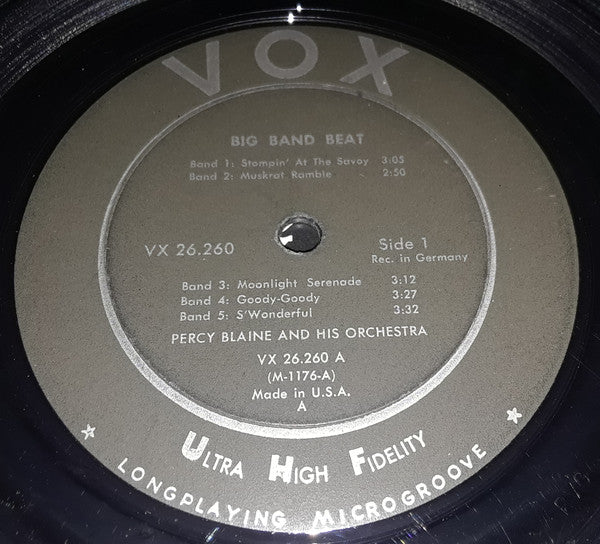 VOX
BIG BAND BEAT
Band 1: Stompin' At The Savoy 3:05
Band 2: Muskrat Ramble 2:50
VX 26.260
Side 1
Rec. in Germany
Band 3: Moonlight Serenade 3:12
Band 4: Goody-Goody 3:27
Band 5: S'Wonderful 3:32
PERCY BLAINE AND HIS ORCHESTRA
VX 26.260 A
(M-1176-A)
Made in U.S.A.
A
ULTRA HIGH FIDELITY
★ LONGPLAYING MICROGROOVE ★